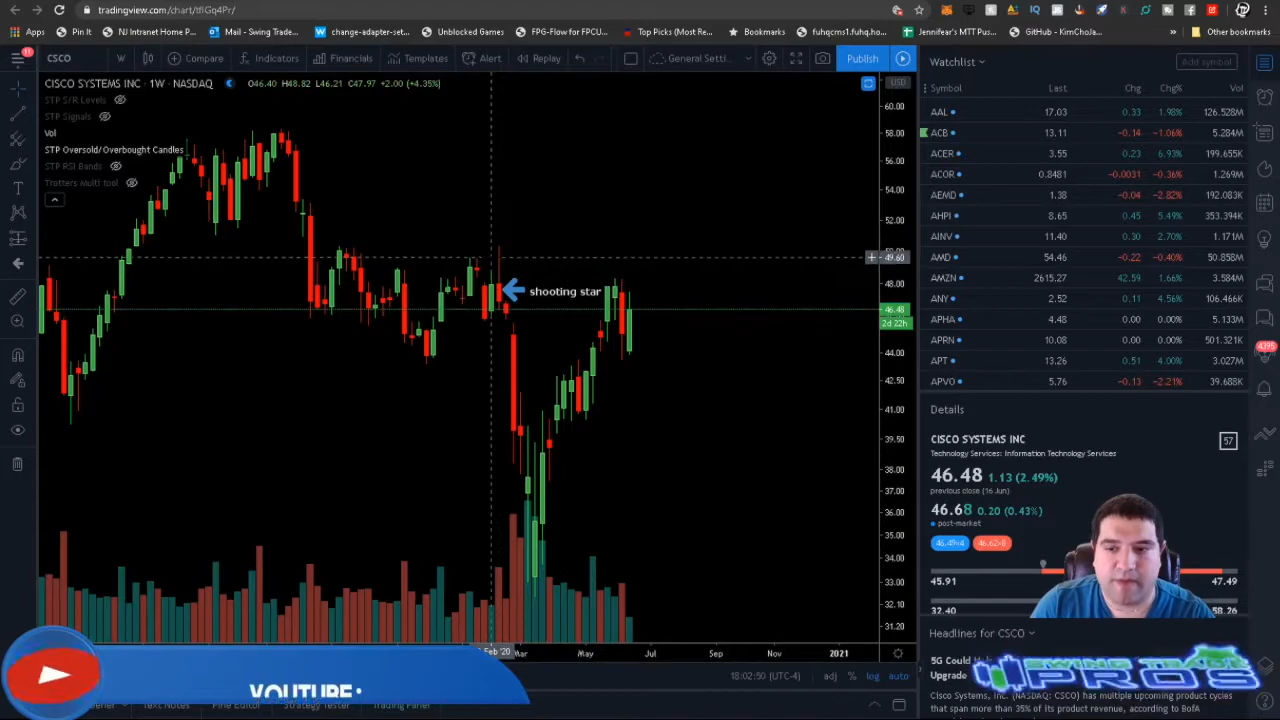 tradingview.com/chart/tflGq4Pr/
Apps
Pin It
NJ Intranet Home P...
Mail - Swing Trade...
change-adapter-set...
Unblocked Games
FPG-Flow for FPCU...
Top Picks (Most Re...
Bookmarks
fuhqcms1.fuhq.ho...
Jennifaer's MTT Pus...
GitHub - KimChoJa...
»
Other bookmarks
11
CSCO
W
Compare
Indicators
Financials
Templates
Alert
Replay
General Setti...
Publish
CISCO SYSTEMS INC · 1W · NASDAQ
O46.40 H48.82 L46.21 C47.97 +2.00 (+4.35%)
STP S/R Levels
STP Signals
Vol
STP Oversold/Overbought Candles
STP RSI Bands
Trotters Multi tool
shooting star
USD
60.00
58.00
56.00
54.00
52.00
49.60
48.00
46.48
2d 22h
44.00
42.50
41.00
39.50
38.00
37.00
36.00
35.00
34.00
33.00
32.10
31.20
Feb '20
Mar
May
Jul
Sep
Nov
2021
18:02:50 (UTC-4)
adj
%
log
auto
Text Notes
Pine Editor
Strategy Tester
Trading Panel
Watchlist
Add symbol
Symbol Last Chg Chg% Vol
AAL 17.03 0.33 1.98% 126.528M
ACB 13.11 −0.14 −1.06% 5.284M
ACER 3.55 0.23 6.93% 199.655K
ACOR 0.8481 −0.0031 −0.36% 1.269M
AEMD 1.38 −0.04 −2.82% 192.083K
AHPI 8.65 0.45 5.49% 353.394K
AINV 11.40 0.30 2.70% 1.171M
AMD 54.46 −0.22 −0.40% 50.858M
AMZN 2615.27 42.59 1.66% 3.584M
ANY 2.52 0.11 4.56% 106.466K
APHA 4.48 0.00 0.00% 5.133M
APRN 10.08 0.00 0.00% 501.321K
APT 13.26 0.51 4.00% 3.027M
APVO 5.76 −0.13 −2.21% 39.688K
4395
Details
CISCO SYSTEMS INC
57
Technology Services: Information Technology Services
46.48 1.13 (2.49%)
previous close (16 Jun)
46.68 0.20 (0.43%)
post-market
46.49×4
46.62×8
45.91
47.49
32.40
58.26
Headlines for CSCO
5G Could
Upgrade
Cisco Systems, Inc. (NASDAQ: CSCO) has multiple upcoming product cycles
that span more than 35% of its product revenue, according to BofA
SWING TRADE
PROS
YOUTUBE: